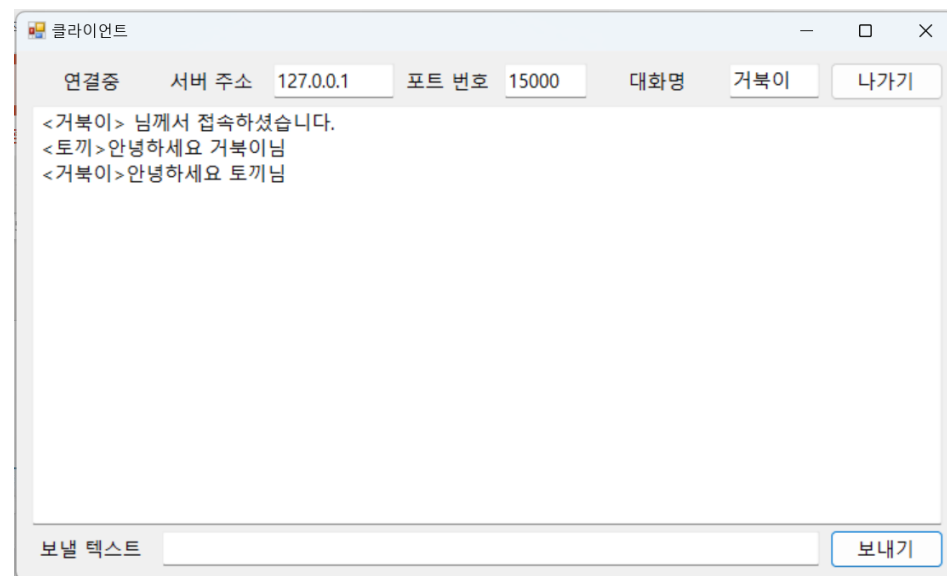 클라이언트
연결중 서버 주소 127.0.0.1 포트 번호 15000 대화명 거북이 나가기
<거북이> 님께서 접속하셨습니다.
<토끼>안녕하세요 거북이님
<거북이>안녕하세요 토끼님
보낼 텍스트 보내기